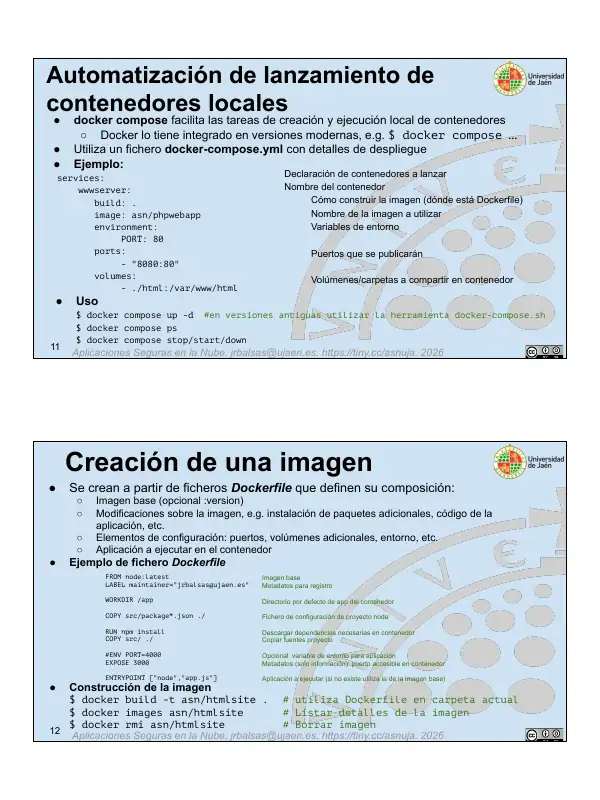 Automatización de lanzamiento de
contenedores locales
Universidad
de Jaén
● docker compose facilita las tareas de creación y ejecución local de contenedores
○ Docker lo tiene integrado en versiones modernas, e.g. $ docker compose ...
● Utiliza un fichero docker-compose.yml con detalles de despliegue
● Ejemplo:
services: Declaración de contenedores a lanzar
wwwserver: Nombre del contenedor
build: . Cómo construir la imagen (dónde está Dockerfile)
image: asn/phpwebapp Nombre de la imagen a utilizar
environment: Variables de entorno
PORT: 80
ports: Puertos que se publicarán
- "8080:80"
volumes: Volúmenes/carpetas a compartir en contenedor
- ./html:/var/www/html
● Uso
$ docker compose up -d #en versiones antiguas utilizar la herramienta docker-compose.sh
$ docker compose ps
$ docker compose stop/start/down
11 Aplicaciones Seguras en la Nube. jrbalsas@ujaen.es. https://tiny.cc/asnuja. 2026
Creación de una imagen
Universidad
de Jaén
● Se crean a partir de ficheros Dockerfile que definen su composición:
○ Imagen base (opcional :version)
○ Modificaciones sobre la imagen, e.g. instalación de paquetes adicionales, código de la
aplicación, etc.
○ Elementos de configuración: puertos, volúmenes adicionales, entorno, etc.
○ Aplicación a ejecutar en el contenedor
● Ejemplo de fichero Dockerfile
FROM node:latest Imagen base
LABEL maintainer="jrbalsas@ujaen.es" Metadatos para registro
WORKDIR /app Directorio por defecto de app del contenedor
COPY src/package*.json ./ Fichero de configuración de proyecto node
RUN npm install Descargar dependencias necesarias en contenedor
COPY src/ ./ Copiar fuentes proyecto
#ENV PORT=4000 Opcional variable de entorno para aplicación
EXPOSE 3000 Metadatos (solo información): puerto accesible en contenedor
ENTRYPOINT ["node","app.js"] Aplicación a ejecutar (si no existe utiliza la de la imagen base)
● Construcción de la imagen
$ docker build -t asn/htmlsite . # utiliza Dockerfile en carpeta actual
$ docker images asn/htmlsite # Listar detalles de la imagen
$ docker rmi asn/htmlsite # Borrar imagen
12 Aplicaciones Seguras en la Nube. jrbalsas@ujaen.es. https://tiny.cc/asnuja. 2026